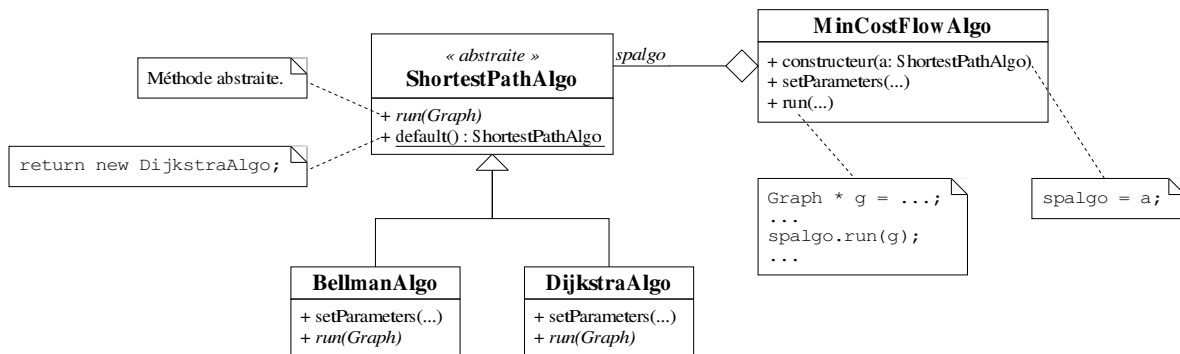 « abstraite »
ShortestPathAlgo
+ run(Graph)
+ default() : ShortestPathAlgo
spalgo
MinCostFlowAlgo
+ constructeur(a: ShortestPathAlgo)
+ setParameters(...)
+ run(...)
Méthode abstraite.
return new DijkstraAlgo;
Graph * g = ...;
...
spalgo.run(g);
...
spalgo = a;
BellmanAlgo
+ setParameters(...)
+ run(Graph)
DijkstraAlgo
+ setParameters(...)
+ run(Graph)